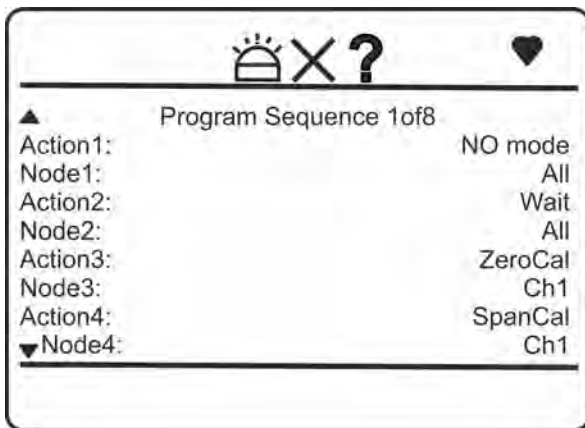 ?
Program Sequence 1of8
Action1: NO mode
Node1: All
Action2: Wait
Node2: All
Action3: ZeroCal
Node3: Ch1
Action4: SpanCal
Node4: Ch1